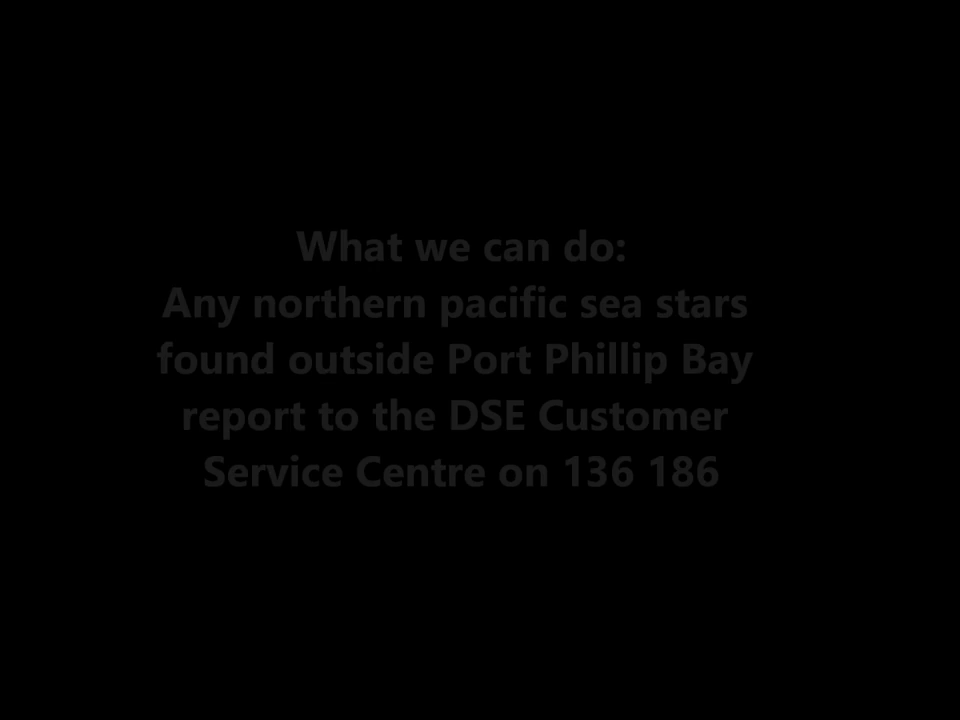 What we can do:
Any northern pacific sea stars
found outside Port Phillip Bay
report to the DSE Customer
Service Centre on 136 186